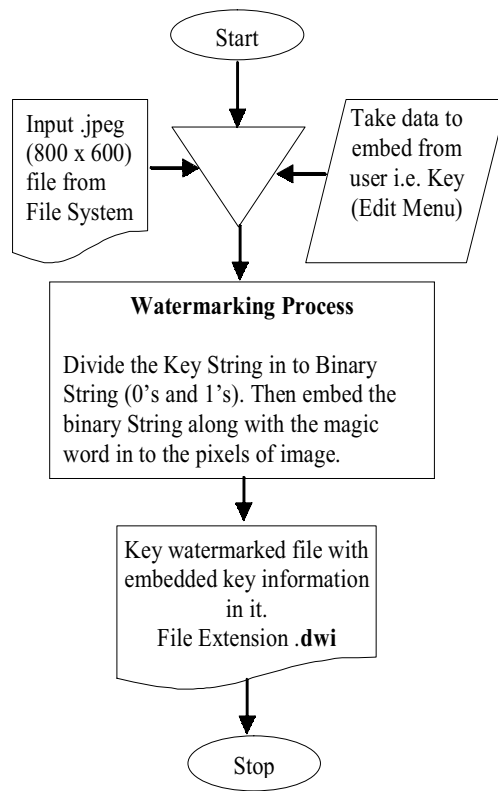 Start
Input .jpeg
(800 x 600)
file from
File System
Take data to
embed from
user i.e. Key
(Edit Menu)
Watermarking Process
Divide the Key String in to Binary
String (0's and 1's). Then embed the
binary String along with the magic
word in to the pixels of image.
Key watermarked file with
embedded key information
in it.
File Extension .dwi
Stop